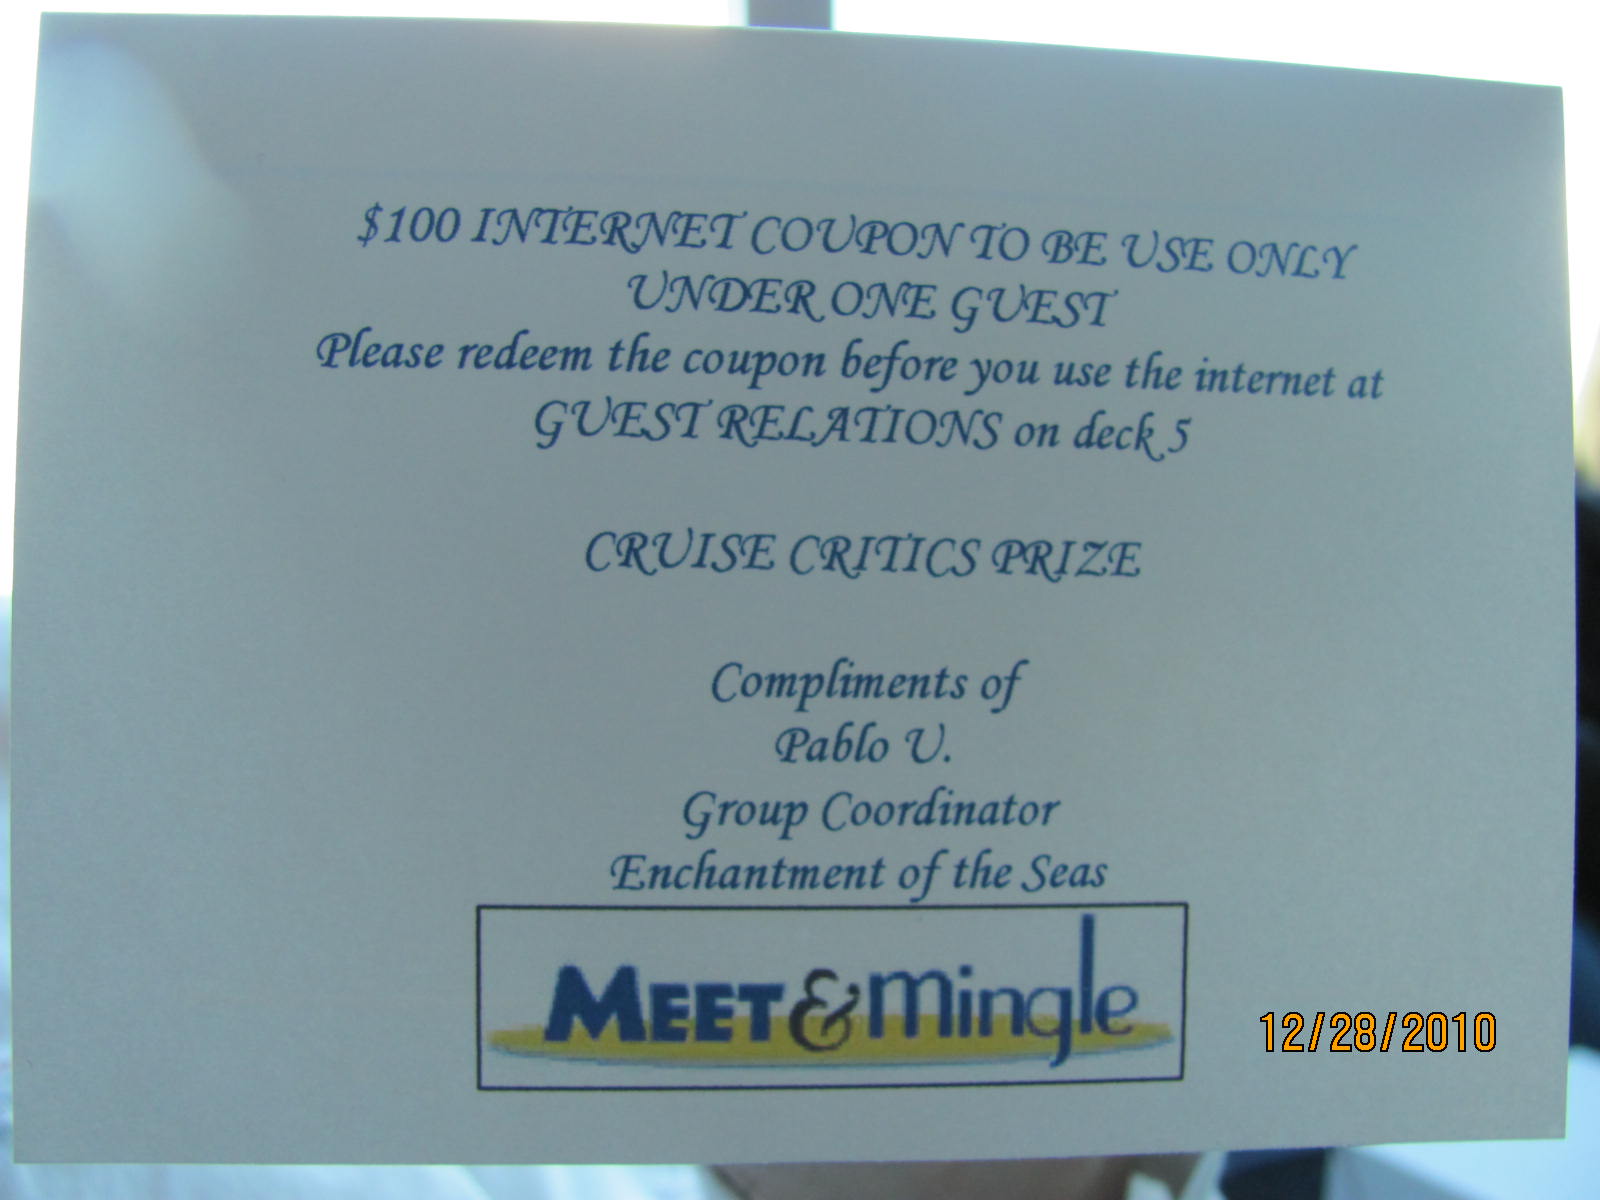 $100 INTERNET COUPON TO BE USE ONLY
UNDER ONE GUEST
Please redeem the coupon before you use the internet at
GUEST RELATIONS on deck 5
CRUISE CRITICS PRIZE
Compliments of
Pablo U.
Group Coordinator
Enchantment of the Seas
MEET & Mingle
12/28/2010